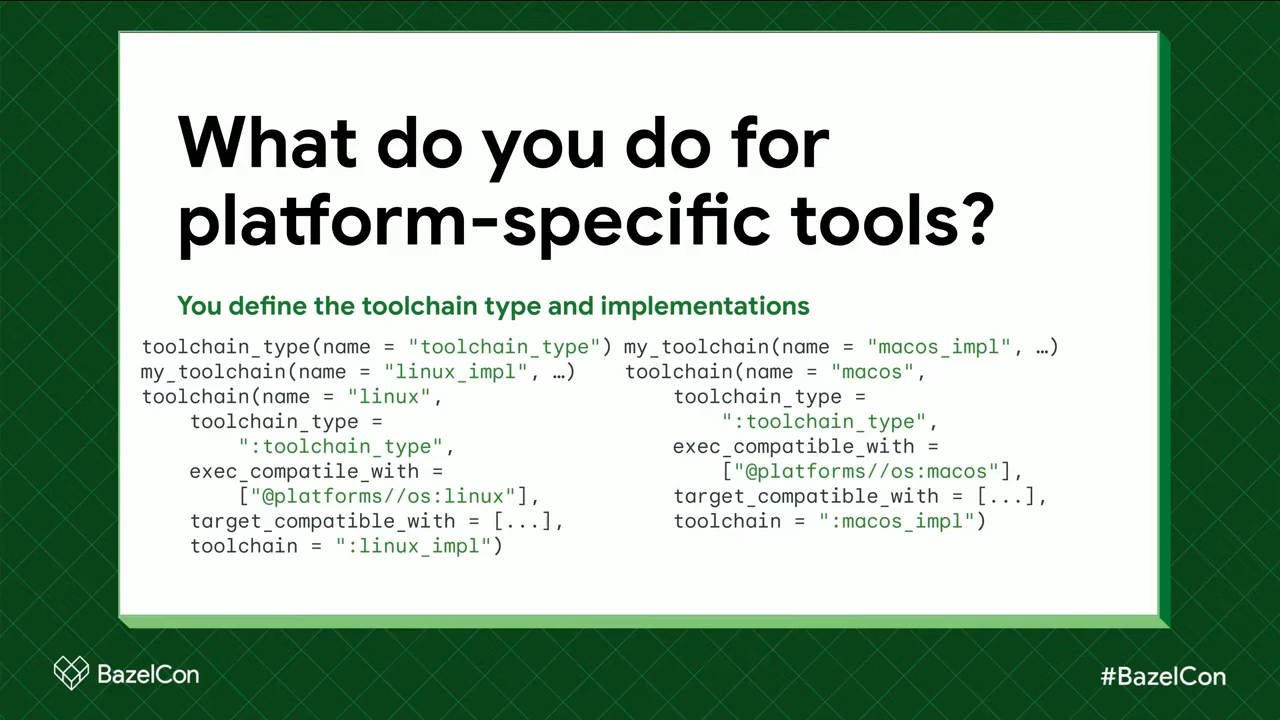 What do you do for
platform-specific tools?
You define the toolchain type and implementations
toolchain_type(name = "toolchain_type")
my_toolchain(name = "linux_impl", …)
toolchain(name = "linux",
toolchain_type =
":toolchain_type",
exec_compatile_with =
["@platforms//os:linux"],
target_compatible_with = [...],
toolchain = ":linux_impl")
my_toolchain(name = "macos_impl", …)
toolchain(name = "macos",
toolchain_type =
":toolchain_type",
exec_compatible_with =
["@platforms//os:macos"],
target_compatible_with = [...],
toolchain = ":macos_impl")
BazelCon
#BazelCon